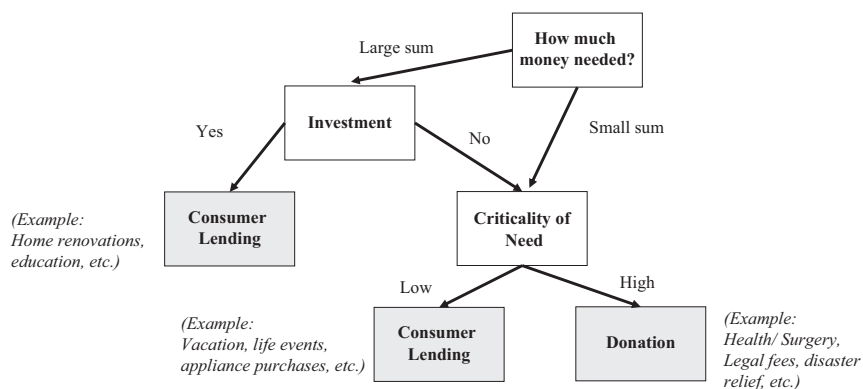 How much
money needed?
Large sum
Investment
Small sum
Yes
No
Consumer
Lending
(Example:
Home renovations,
education, etc.)
Criticality of
Need
Low
High
(Example:
Vacation, life events,
appliance purchases, etc.)
Consumer
Lending
Donation
(Example:
Health/ Surgery,
Legal fees, disaster
relief, etc.)